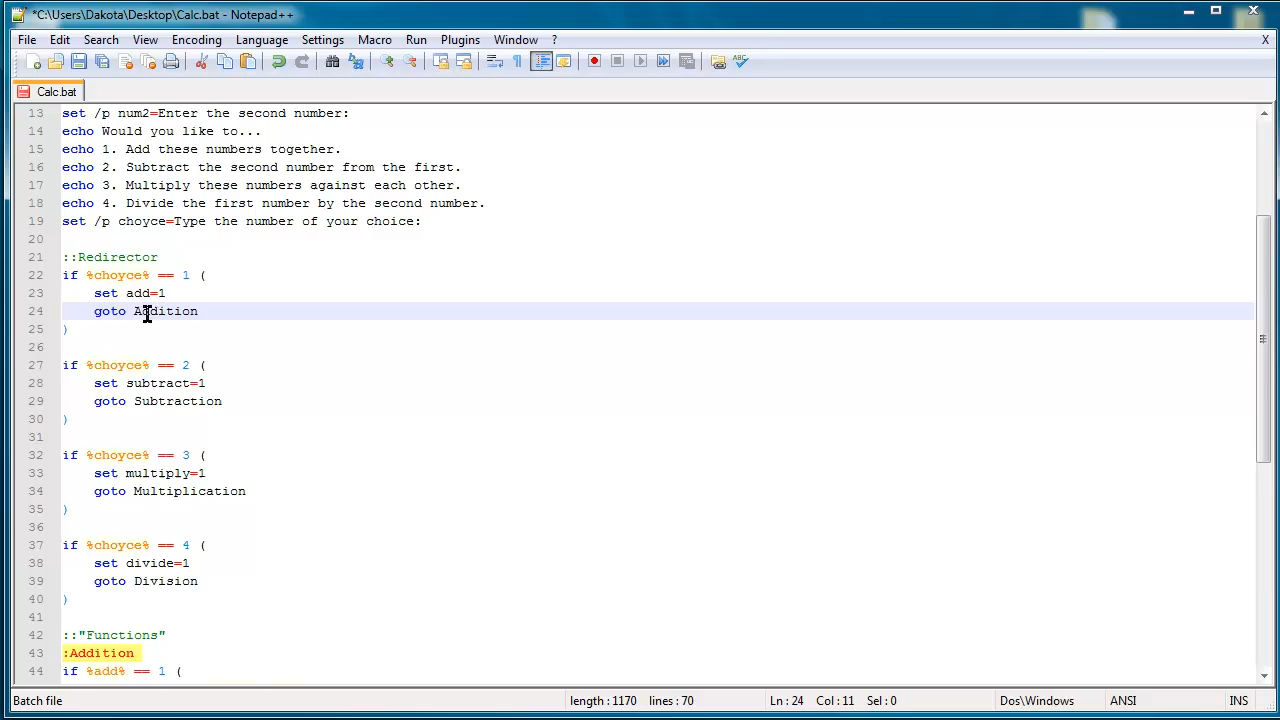 *C:\Users\Dakota\Desktop\Calc.bat - Notepad++
File Edit Search View Encoding Language Settings Macro Run Plugins Window ? X
Calc.bat
13 set /p num2=Enter the second number:
14 echo Would you like to...
15 echo 1. Add these numbers together.
16 echo 2. Subtract the second number from the first.
17 echo 3. Multiply these numbers against each other.
18 echo 4. Divide the first number by the second number.
19 set /p choyce=Type the number of your choice:
20
21 ::Redirector
22 if %choyce% == 1 (
23 set add=1
24 goto Addition
25 )
26
27 if %choyce% == 2 (
28 set subtract=1
29 goto Subtraction
30 )
31
32 if %choyce% == 3 (
33 set multiply=1
34 goto Multiplication
35 )
36
37 if %choyce% == 4 (
38 set divide=1
39 goto Division
40 )
41
42 ::"Functions"
43 :Addition
44 if %add% == 1 (
Batch file length : 1170 lines : 70 Ln : 24 Col : 11 Sel : 0 Dos\Windows ANSI INS